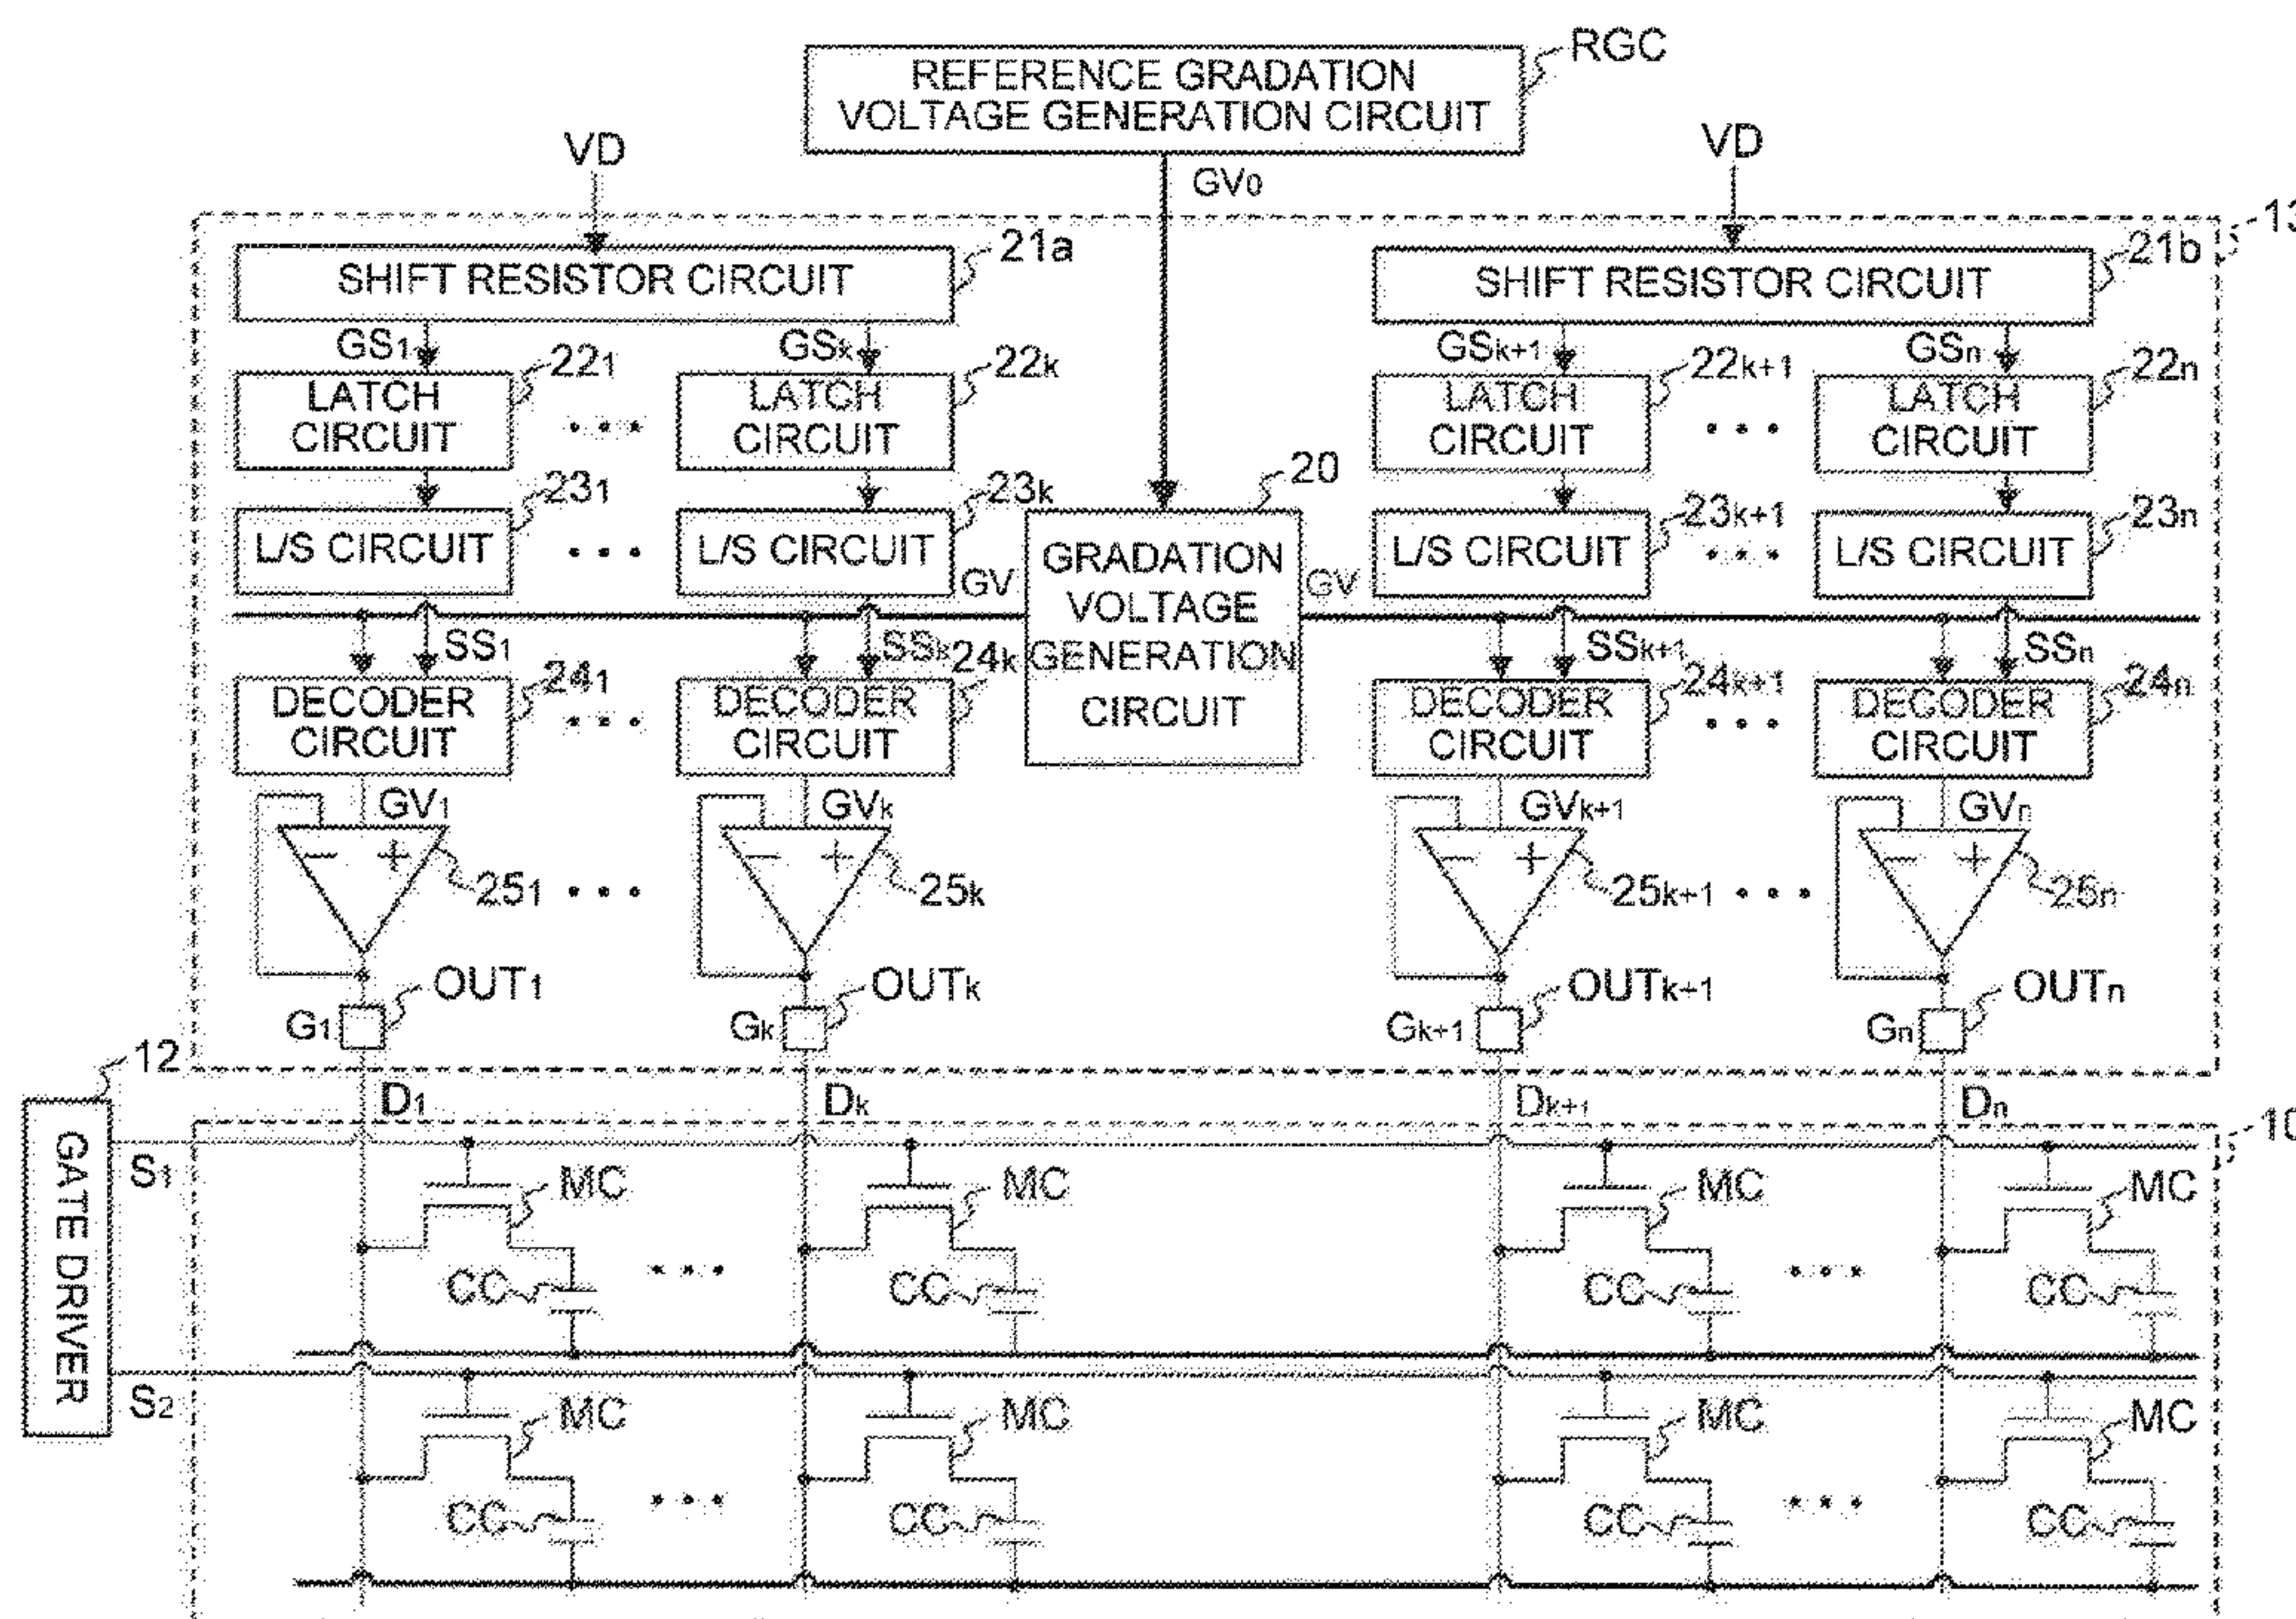 RGC
REFERENCE GRADATION
VOLTAGE GENERATION CIRCUIT
VD
VD
GV0
13
21a
21b
SHIFT RESISTOR CIRCUIT
SHIFT RESISTOR CIRCUIT
GS1
GSk
GSk+1
GSn
221
22k
22k+1
22n
LATCH
CIRCUIT
LATCH
CIRCUIT
LATCH
CIRCUIT
LATCH
CIRCUIT
231
23k
20
23k+1
23n
L/S CIRCUIT
L/S CIRCUIT
L/S CIRCUIT
L/S CIRCUIT
GV
GRADATION
VOLTAGE
GENERATION
CIRCUIT
GV
SS1
SSk
SSk+1
SSn
241
24k
24k+1
24n
DECODER
CIRCUIT
DECODER
CIRCUIT
DECODER
CIRCUIT
DECODER
CIRCUIT
GV1
GVk
GVk+1
GVn
− +
− +
− +
− +
251
25k
25k+1
25n
OUT1
OUTk
OUTk+1
OUTn
G1
Gk
Gk+1
Gn
12
D1
Dk
Dk+1
Dn
10
GATE DRIVER
S1
MC
MC
MC
MC
CC
CC
CC
CC
S2
MC
MC
MC
MC
CC
CC
CC
CC